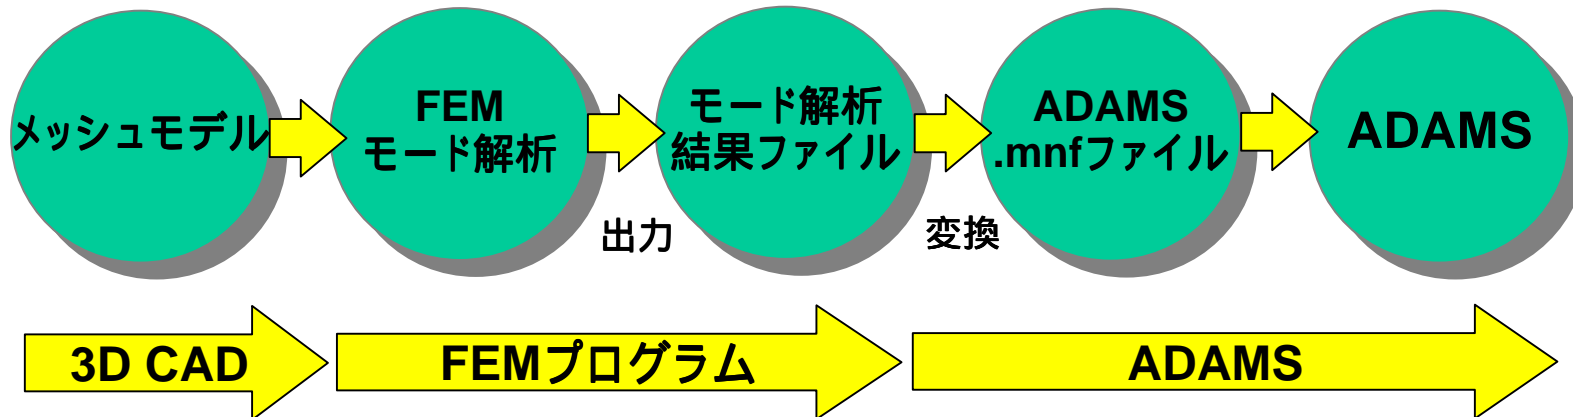 メッシュモデル
FEM
モード解析
モード解析
結果ファイル
ADAMS
.mnfファイル
ADAMS
出力
変換
3D CAD
FEMプログラム
ADAMS